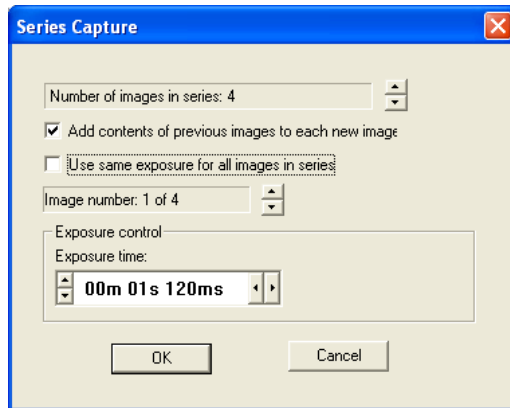 Series Capture
Number of images in series: 4
Add contents of previous images to each new image
Use same exposure for all images in series
Image number: 1 of 4
Exposure control
Exposure time:
00m 01s 120ms
OK
Cancel